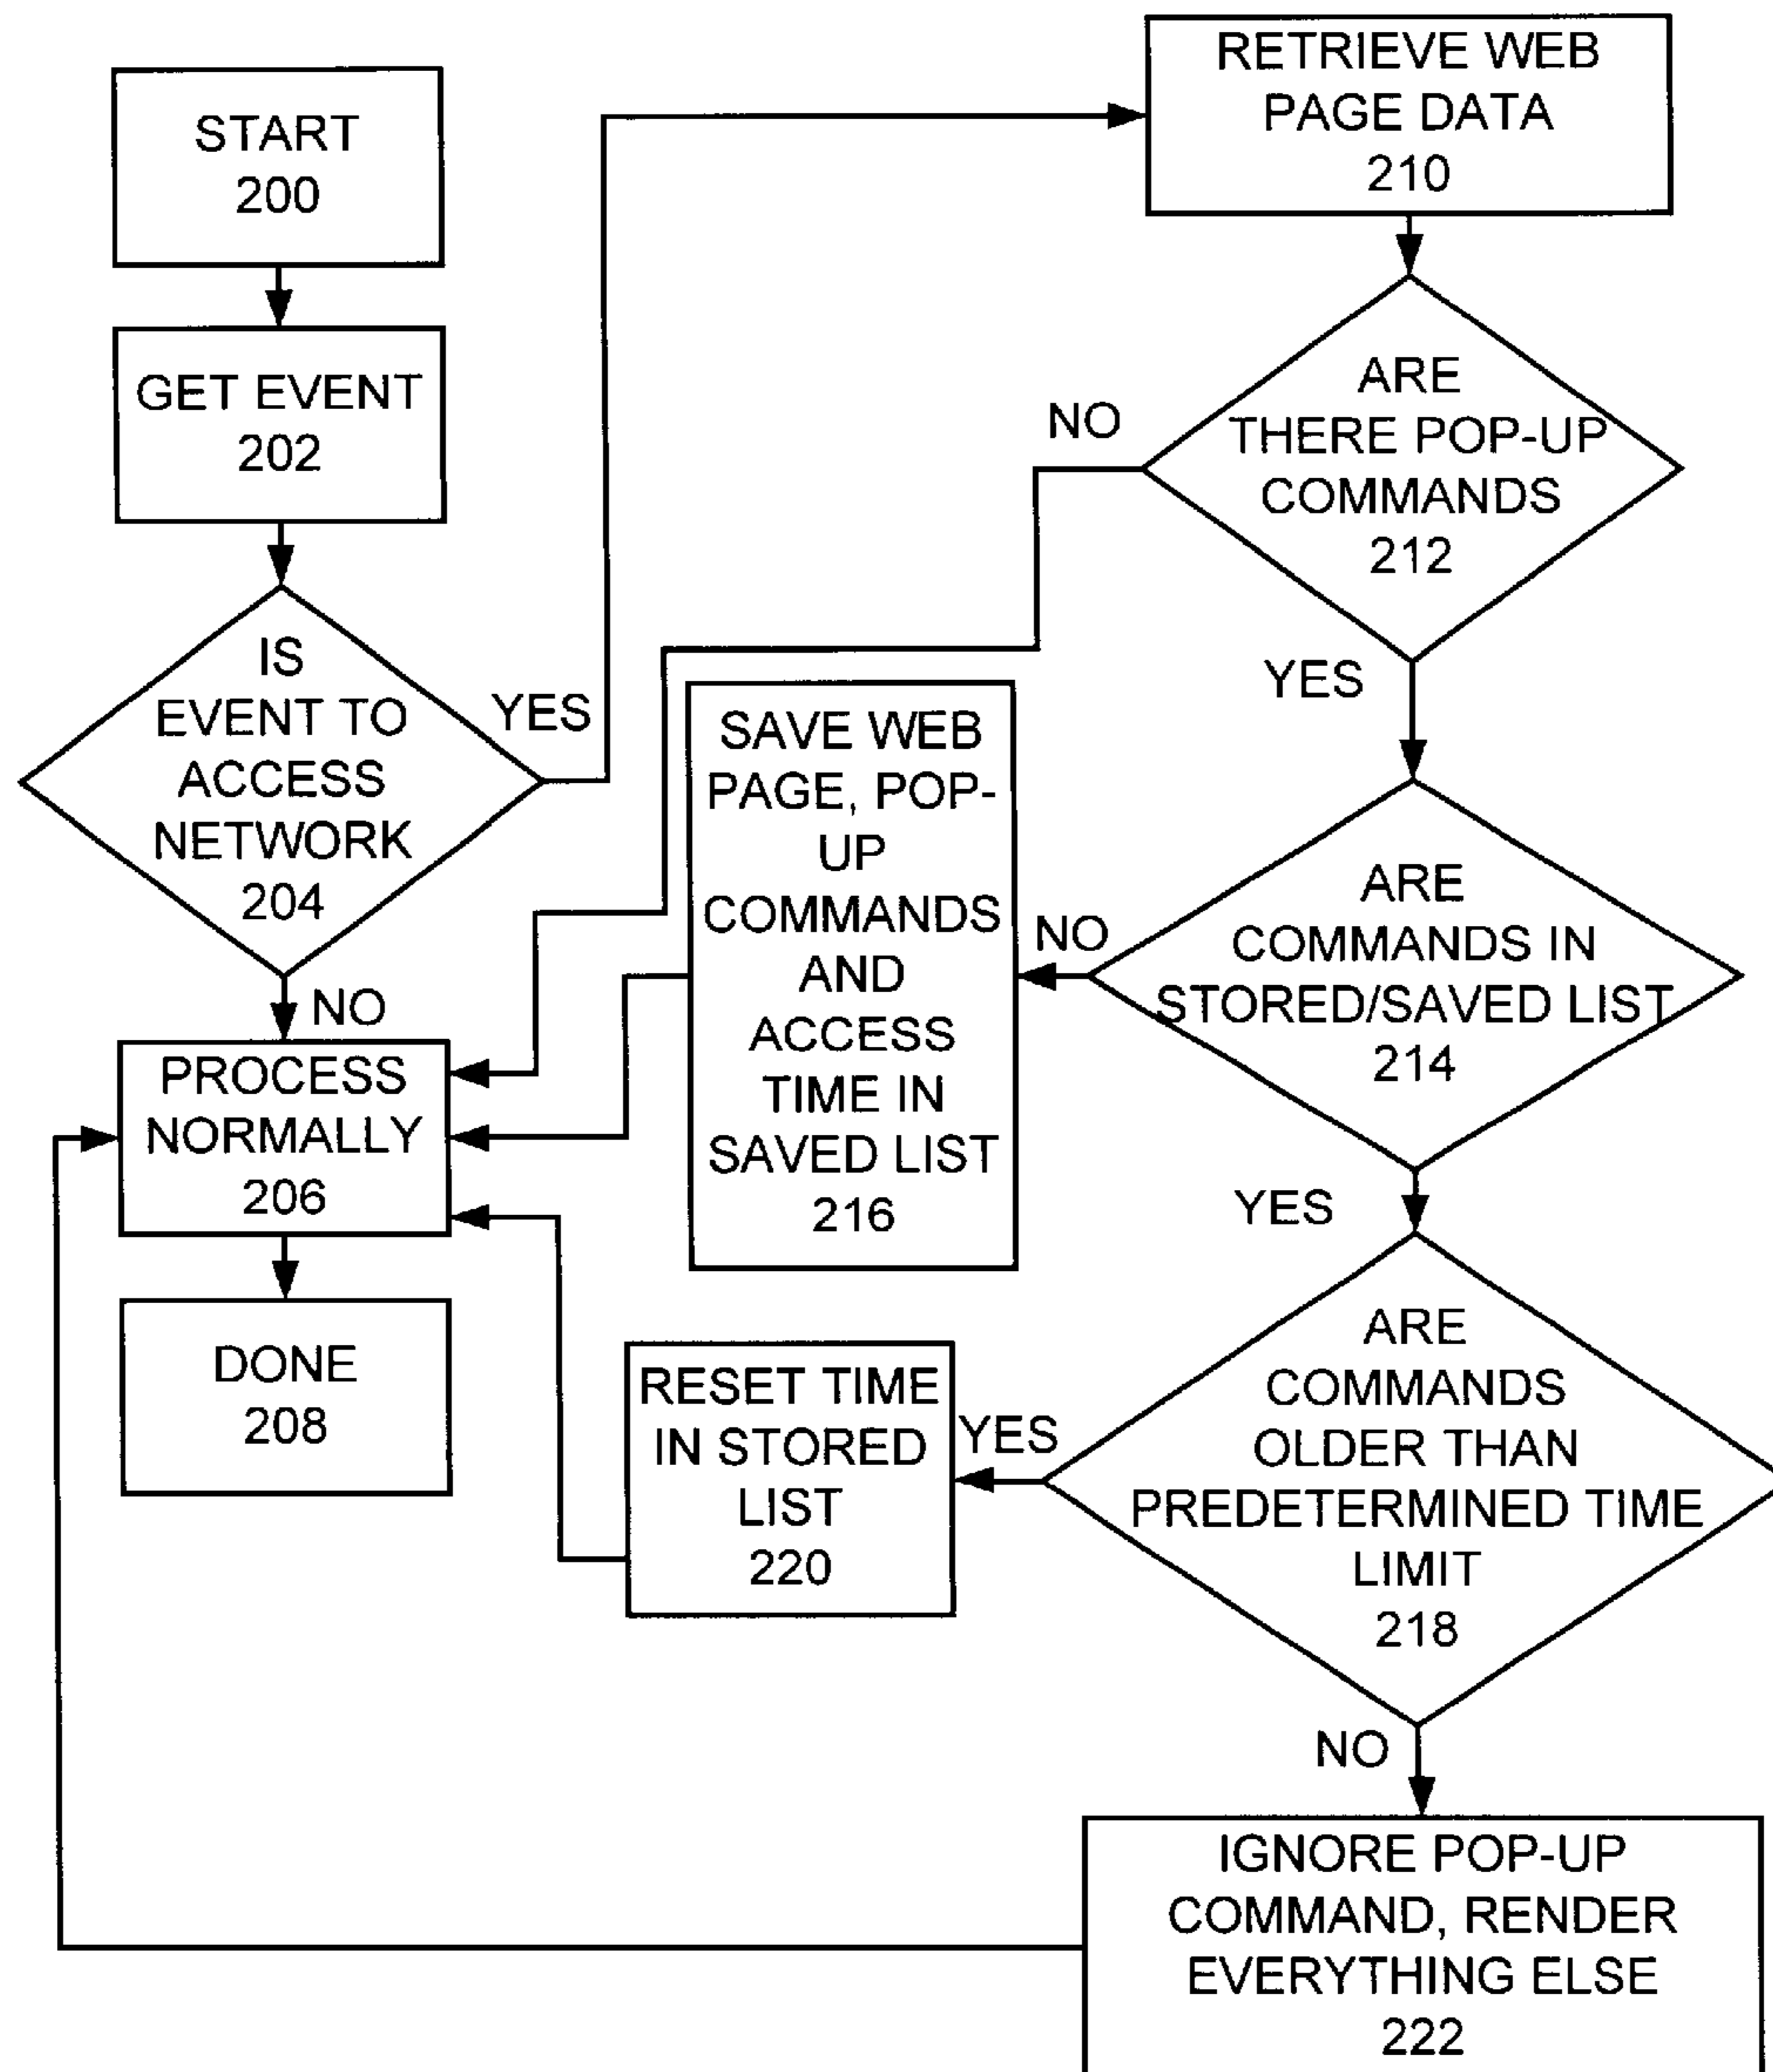 START
200
GET EVENT
202
IS
EVENT TO
ACCESS
NETWORK
204
YES
NO
PROCESS
NORMALLY
206
DONE
208
RETRIEVE WEB
PAGE DATA
210
ARE
THERE POP-UP
COMMANDS
212
NO
YES
ARE
COMMANDS IN
STORED/SAVED LIST
214
NO
SAVE WEB
PAGE, POP-
UP
COMMANDS
AND
ACCESS
TIME IN
SAVED LIST
216
YES
ARE
COMMANDS
OLDER THAN
PREDETERMINED TIME
LIMIT
218
YES
RESET TIME
IN STORED
LIST
220
NO
IGNORE POP-UP
COMMAND, RENDER
EVERYTHING ELSE
222